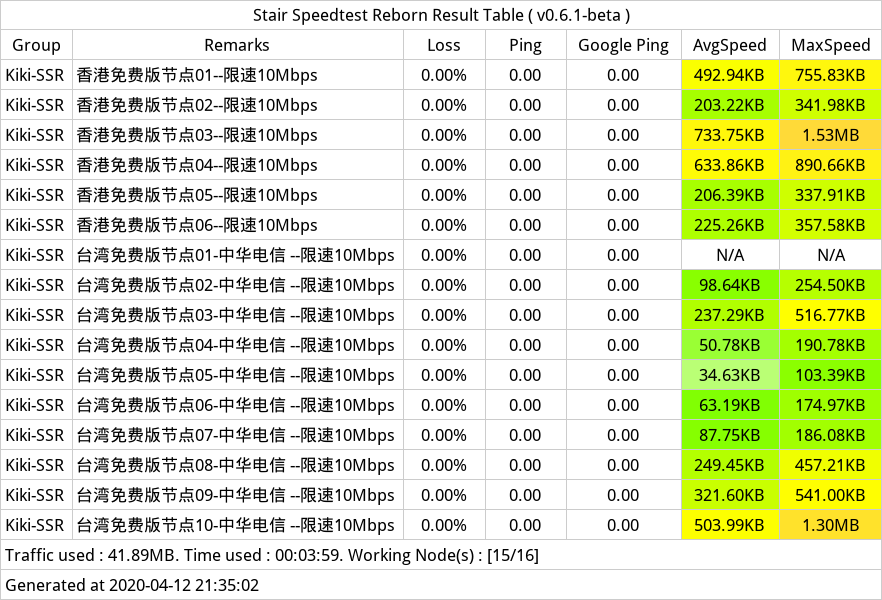 Stair Speedtest Reborn Result Table ( v0.6.1-beta )
Group Remarks Loss Ping Google Ping AvgSpeed MaxSpeed
Kiki-SSR 香港免费版节点01--限速10Mbps 0.00% 0.00 0.00 492.94KB 755.83KB
Kiki-SSR 香港免费版节点02--限速10Mbps 0.00% 0.00 0.00 203.22KB 341.98KB
Kiki-SSR 香港免费版节点03--限速10Mbps 0.00% 0.00 0.00 733.75KB 1.53MB
Kiki-SSR 香港免费版节点04--限速10Mbps 0.00% 0.00 0.00 633.86KB 890.66KB
Kiki-SSR 香港免费版节点05--限速10Mbps 0.00% 0.00 0.00 206.39KB 337.91KB
Kiki-SSR 香港免费版节点06--限速10Mbps 0.00% 0.00 0.00 225.26KB 357.58KB
Kiki-SSR 台湾免费版节点01-中华电信 --限速10Mbps 0.00% 0.00 0.00 N/A N/A
Kiki-SSR 台湾免费版节点02-中华电信 --限速10Mbps 0.00% 0.00 0.00 98.64KB 254.50KB
Kiki-SSR 台湾免费版节点03-中华电信 --限速10Mbps 0.00% 0.00 0.00 237.29KB 516.77KB
Kiki-SSR 台湾免费版节点04-中华电信 --限速10Mbps 0.00% 0.00 0.00 50.78KB 190.78KB
Kiki-SSR 台湾免费版节点05-中华电信 --限速10Mbps 0.00% 0.00 0.00 34.63KB 103.39KB
Kiki-SSR 台湾免费版节点06-中华电信 --限速10Mbps 0.00% 0.00 0.00 63.19KB 174.97KB
Kiki-SSR 台湾免费版节点07-中华电信 --限速10Mbps 0.00% 0.00 0.00 87.75KB 186.08KB
Kiki-SSR 台湾免费版节点08-中华电信 --限速10Mbps 0.00% 0.00 0.00 249.45KB 457.21KB
Kiki-SSR 台湾免费版节点09-中华电信 --限速10Mbps 0.00% 0.00 0.00 321.60KB 541.00KB
Kiki-SSR 台湾免费版节点10-中华电信 --限速10Mbps 0.00% 0.00 0.00 503.99KB 1.30MB
Traffic used : 41.89MB. Time used : 00:03:59. Working Node(s) : [15/16]
Generated at 2020-04-12 21:35:02